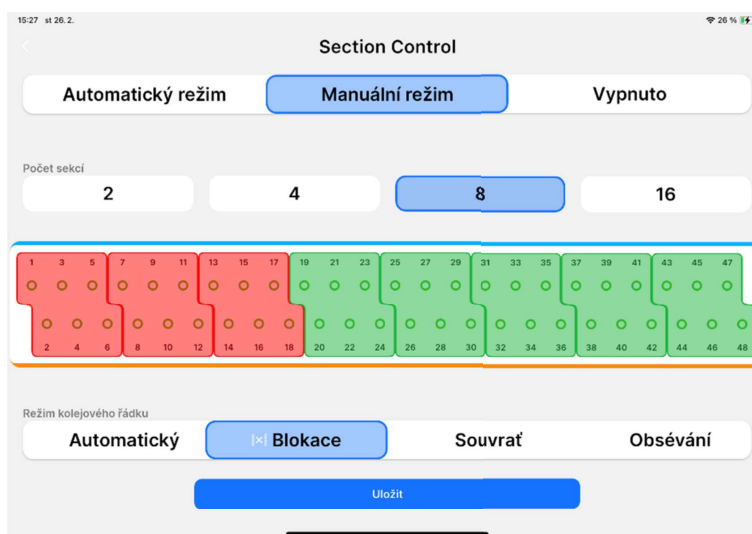 15:27 st 26. 2. 26 %
Section Control
Automatický režim Manuální režim Vypnuto
Počet sekcí
2 4 8 16
1 3 5 7 9 11 13 15 17 19 21 23 25 27 29 31 33 35 37 39 41 43 45 47
2 4 6 8 10 12 14 16 18 20 22 24 26 28 30 32 34 36 38 40 42 44 46 48
Režim kolejového řádku
Automatický Blokace Souvrať Obsévání
Uložit